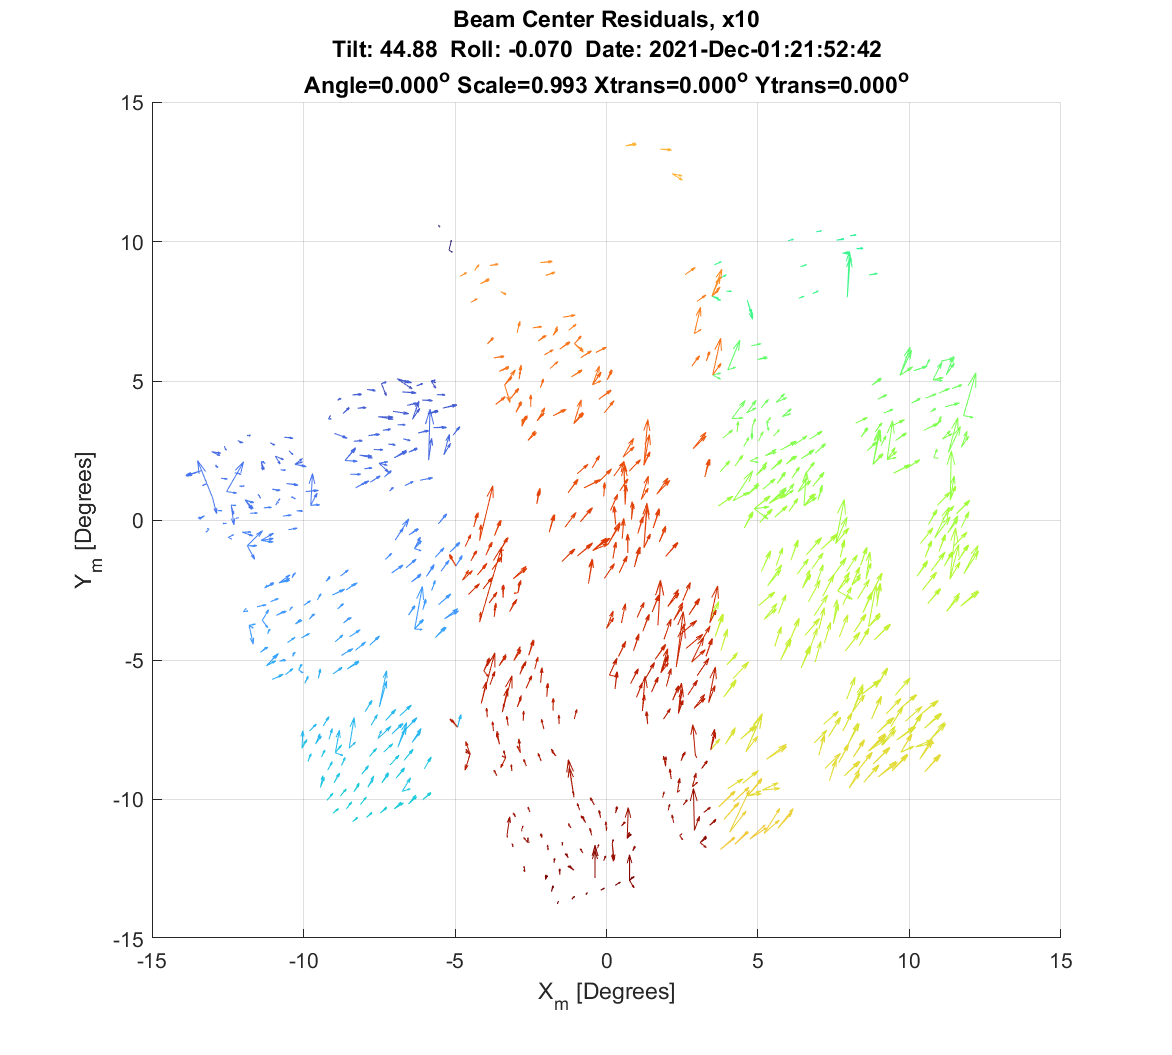 Beam Center Residuals, x10
Tilt: 44.88 Roll: -0.070 Date: 2021-Dec-01:21:52:42
Angle=0.000° Scale=0.993 Xtrans=0.000° Ytrans=0.000°
15
10
5
0
-5
-10
-15
Y_m [Degrees]
-15 -10 -5 0 5 10 15
X_m [Degrees]